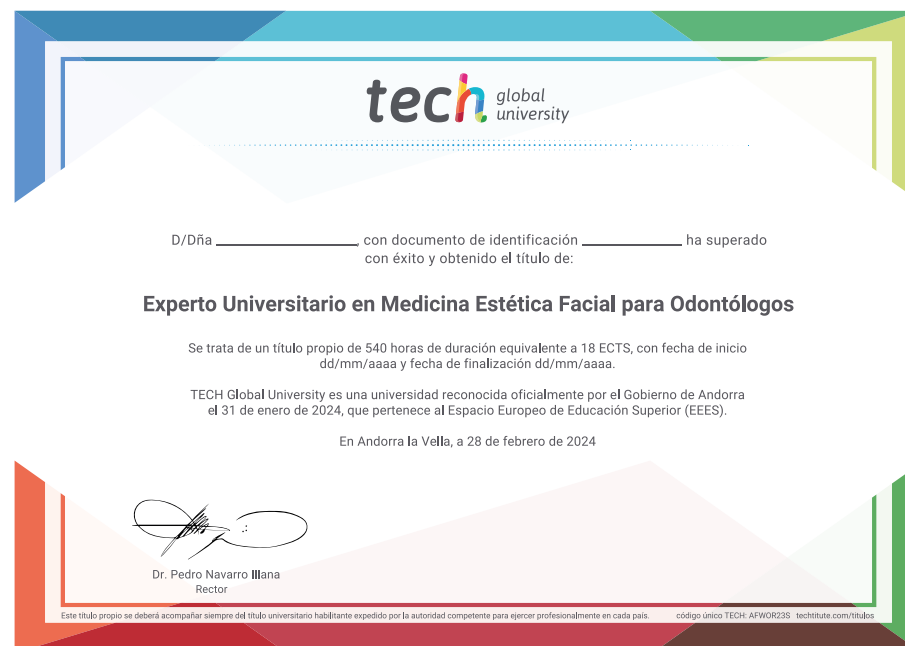 tech global university
D/Dña ________________, con documento de identificación ____________ ha superado
con éxito y obtenido el título de:
Experto Universitario en Medicina Estética Facial para Odontólogos
Se trata de un título propio de 540 horas de duración equivalente a 18 ECTS, con fecha de inicio
dd/mm/aaaa y fecha de finalización dd/mm/aaaa.
TECH Global University es una universidad reconocida oficialmente por el Gobierno de Andorra
el 31 de enero de 2024, que pertenece al Espacio Europeo de Educación Superior (EEES).
En Andorra la Vella, a 28 de febrero de 2024
Dr. Pedro Navarro Illana
Rector
Este título propio se deberá acompañar siempre del título universitario habilitante expedido por la autoridad competente para ejercer profesionalmente en cada país. código único TECH: AFWOR23S techtitute.com/titulos